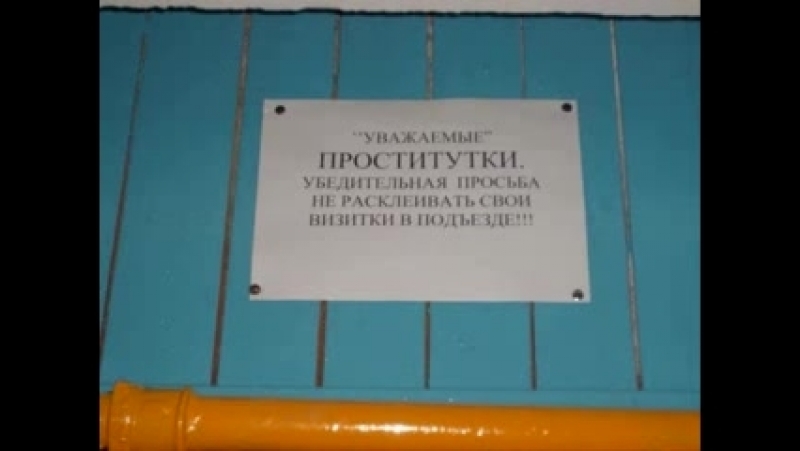 ``УВАЖАЕМЫЕ”
ПРОСТИТУТКИ.
УБЕДИТЕЛЬНАЯ ПРОСЬБА
НЕ РАСКЛЕИВАТЬ СВОИ
ВИЗИТКИ В ПОДЪЕЗДЕ!!!